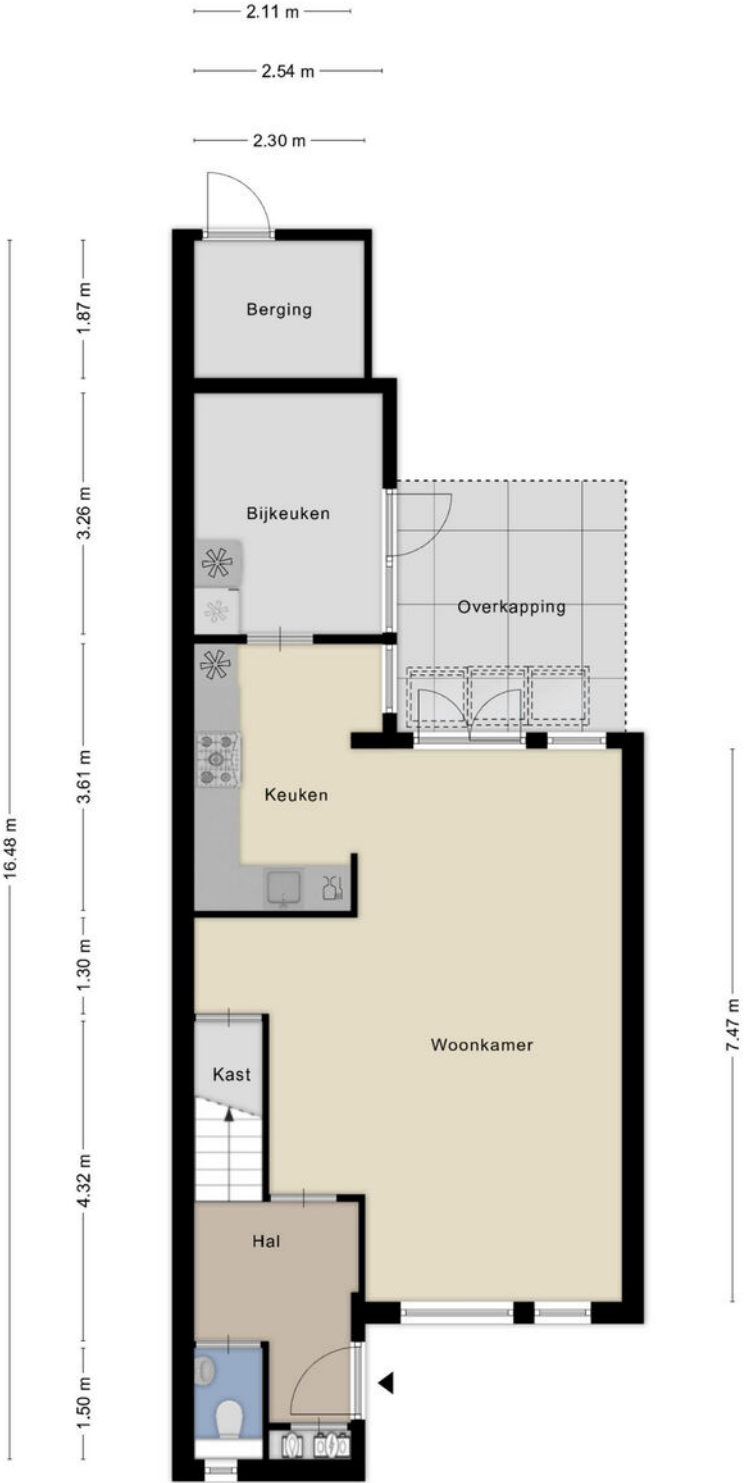 2.11 m
2.54 m
2.30 m
1.87 m
Berging
3.26 m
Bijkeuken
Overkapping
3.61 m
Keuken
16.48 m
1.30 m
7.47 m
Woonkamer
Kast
4.32 m
Hal
1.50 m